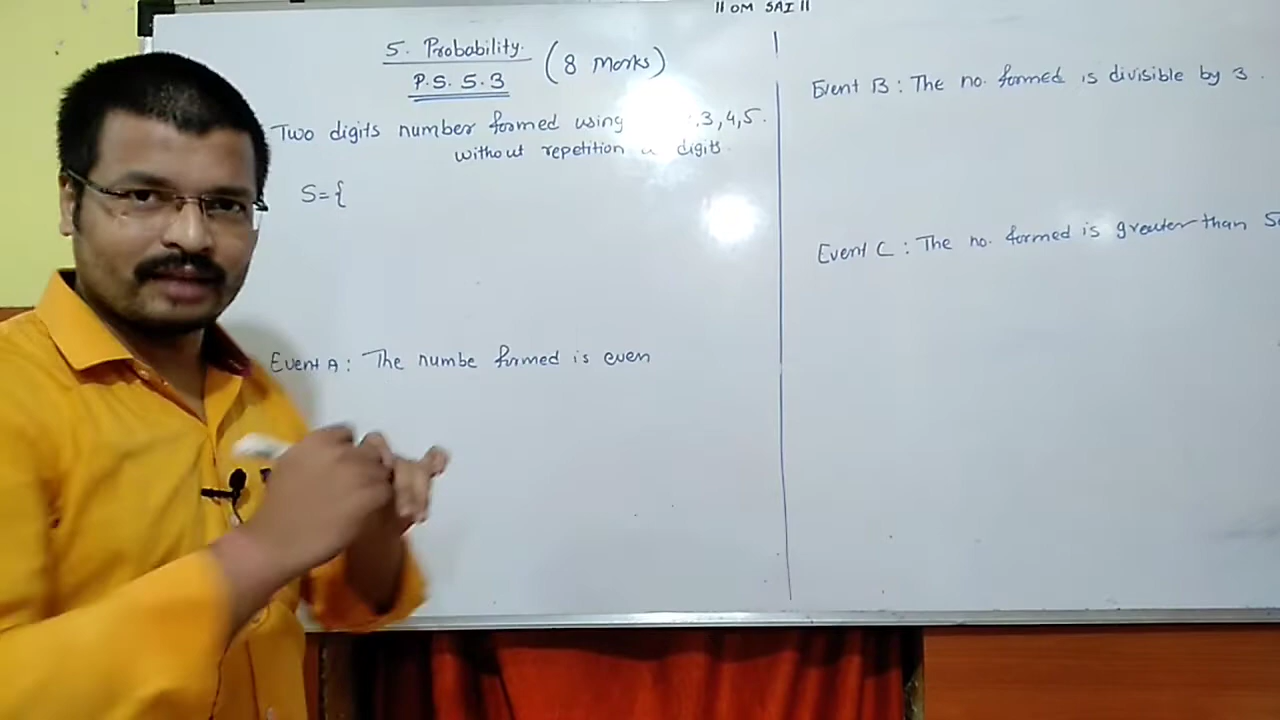 ॥ OM SAI ॥
5. Probability. (8 Marks)
P.S. 5.3
Two digits number formed using ,3,4,5.
without repetition digits.
S={
Event A : The numbe formed is even
Event B : The no. formed is divisible by 3.
Event C : The no. formed is greater than